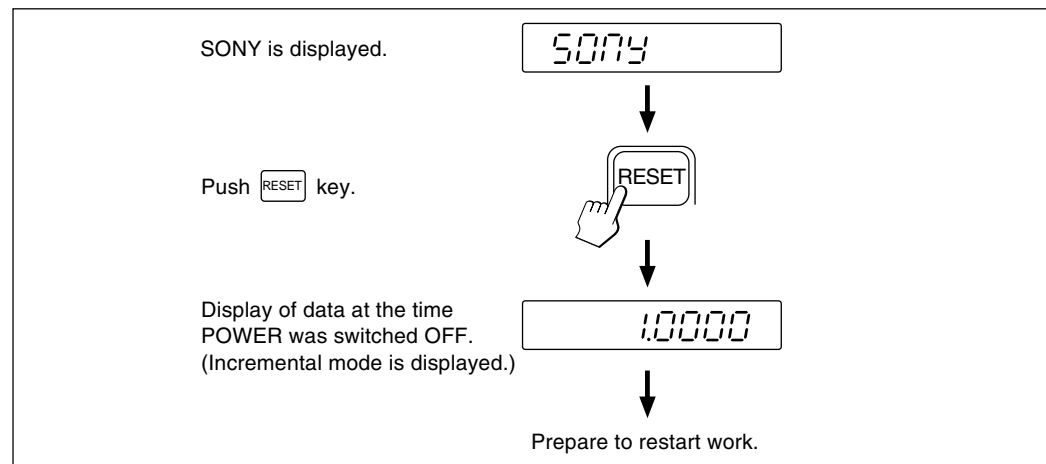 SONY is displayed.
SONY
Push RESET key.
RESET
Display of data at the time
POWER was switched OFF.
(Incremental mode is displayed.)
1.0000
Prepare to restart work.